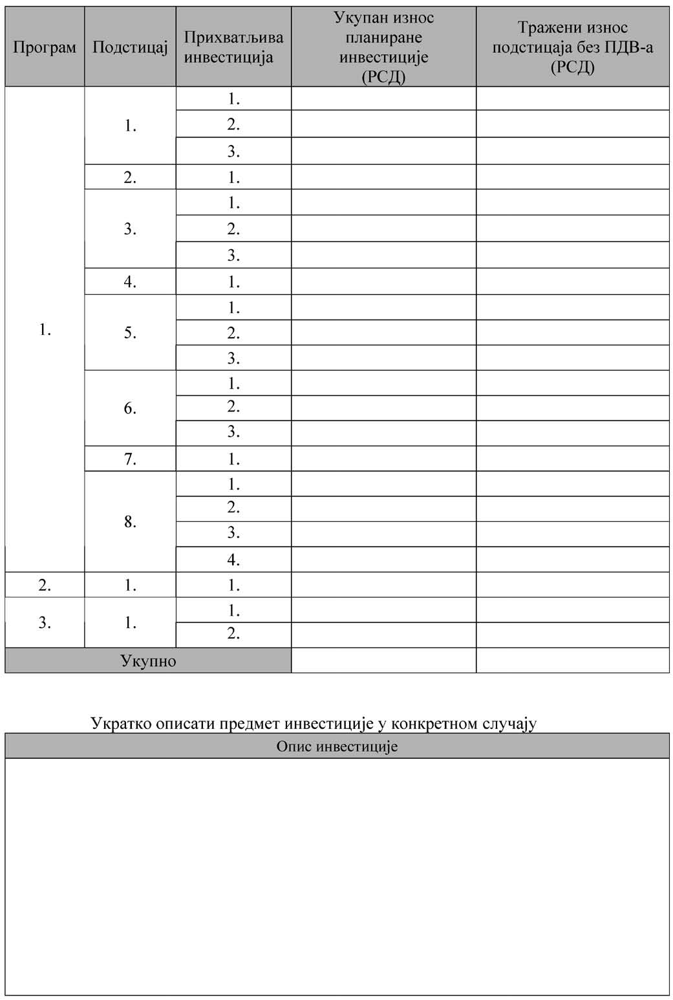 Програм Подстицај Прихватљива инвестиција Укупан износ планиране инвестиције (РСД) Тражени износ подстицаја без ПДВ-а (РСД)
1. 1. 1.
2.
3.
2. 1.
3. 1.
2.
3.
4. 1.
5. 1.
2.
3.
6. 1.
2.
3.
7. 1.
8. 1.
2.
3.
4.
2. 1. 1.
3. 1. 1.
2.
Укупно
Укратко описати предмет инвестиције у конкретном случају
Опис инвестиције